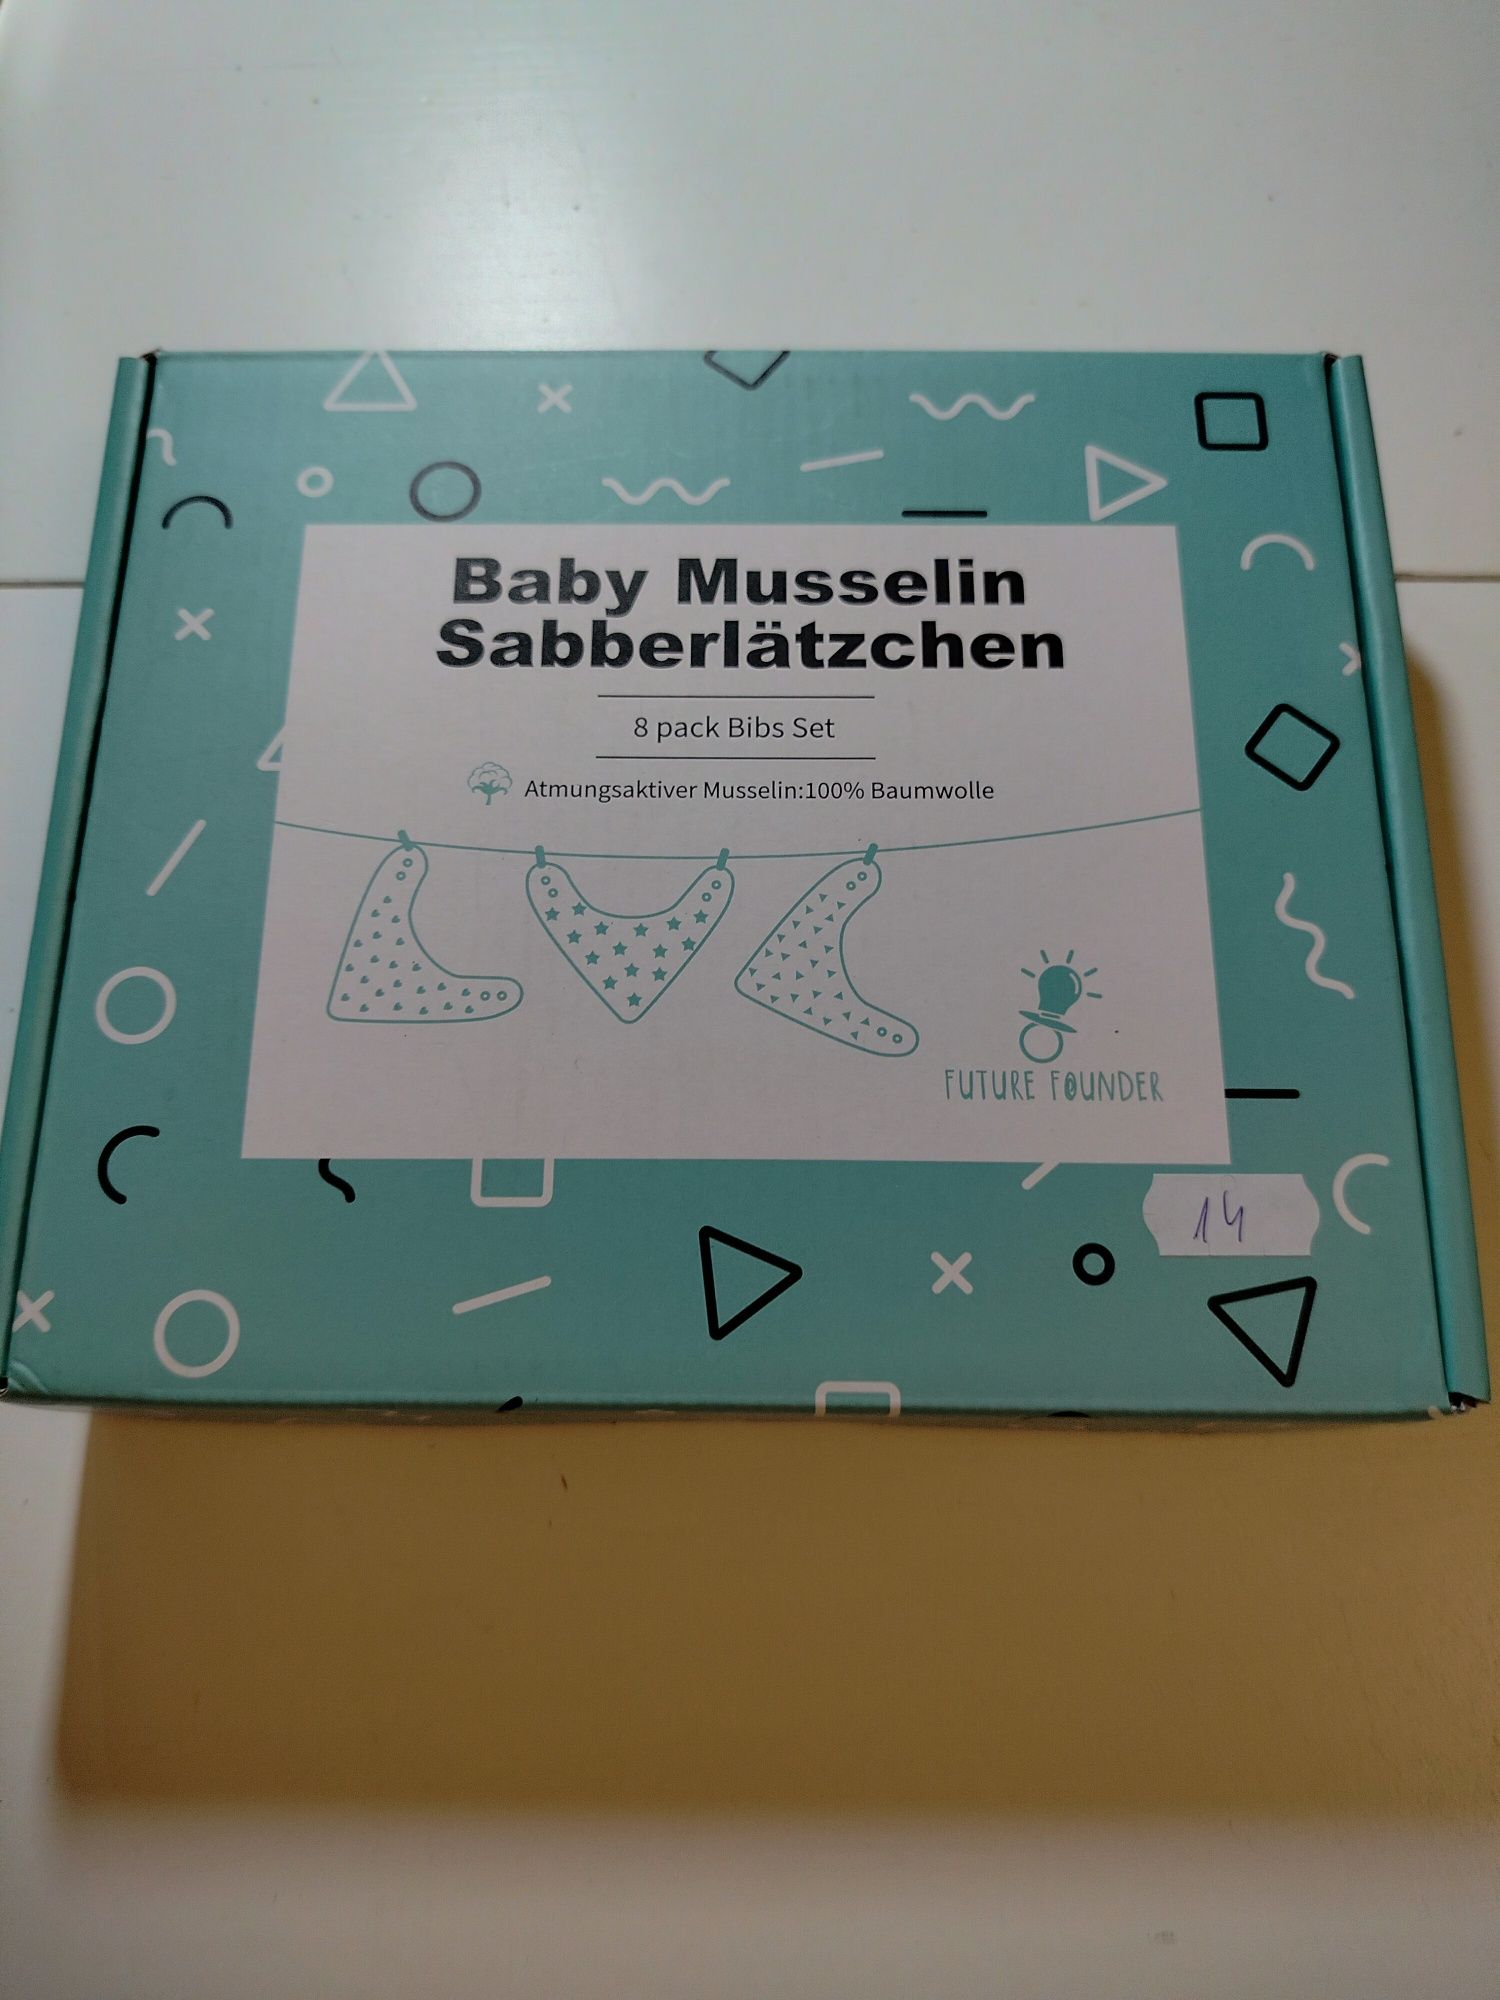 Baby Musselin
Sabberlätzchen
8 pack Bibs Set
Atmungsaktiver Musselin:100% Baumwolle
FUTURE FOUNDER
14